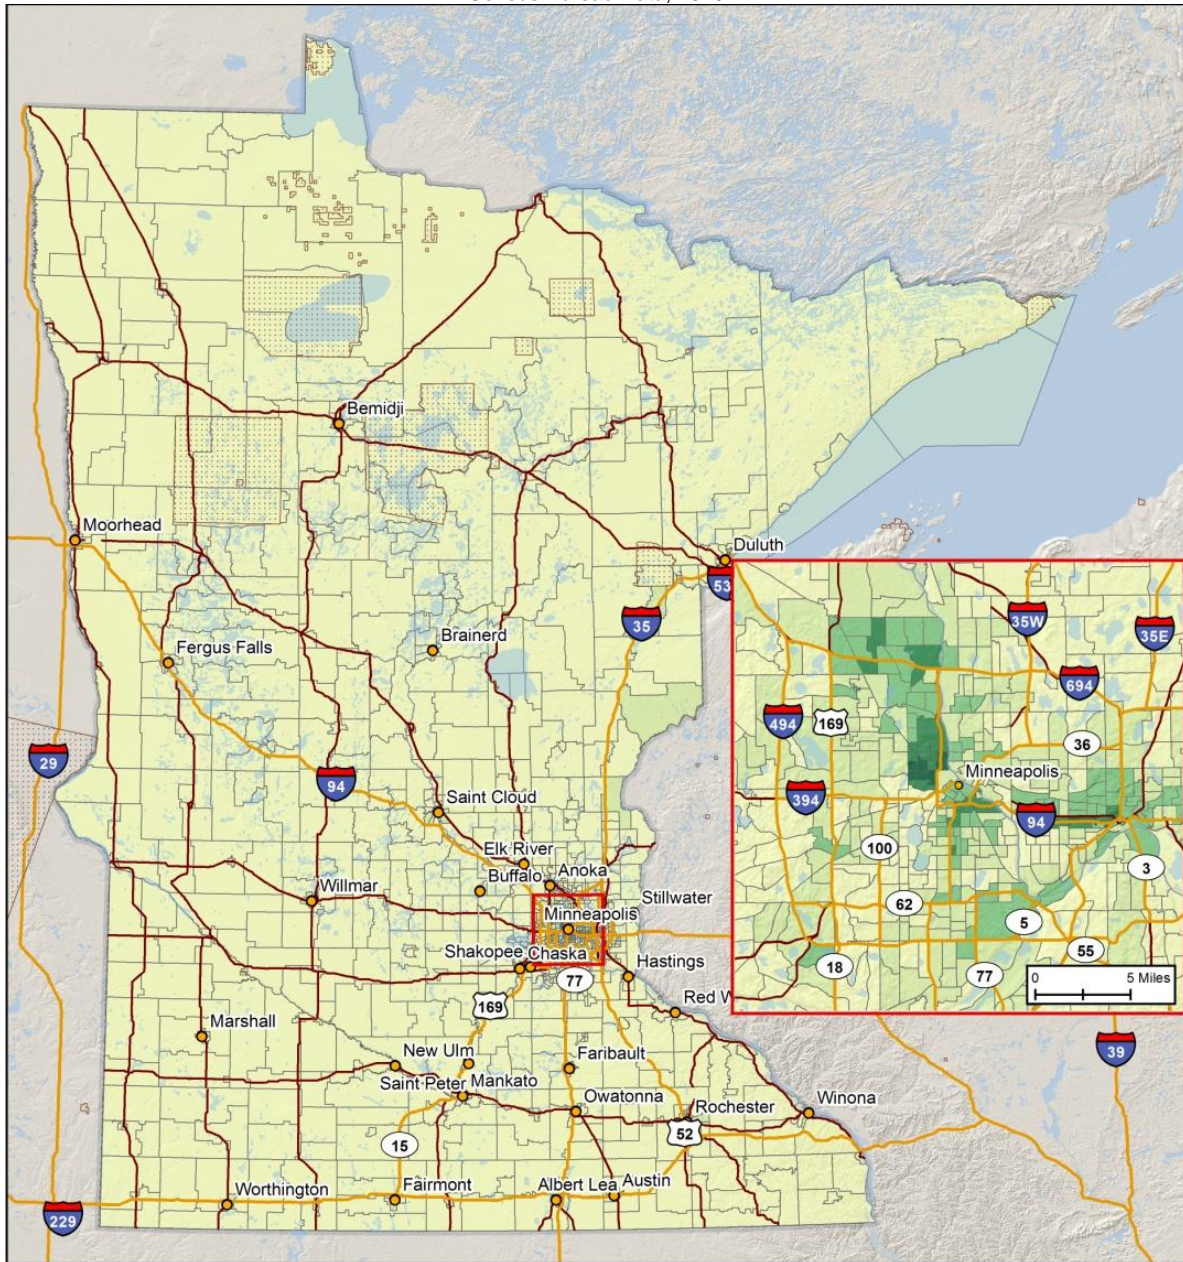 Bemidji
Moorhead
Duluth
53
35
Brainerd
Fergus Falls
35W
35E
694
494
169
36
29
94
Minneapolis
394
Saint Cloud
94
100
Elk River
Anoka
Buffalo
3
Willmar
Stillwater
62
Minneapolis
5
55
Shakopee
Chaska
Hastings
18
77
0
5 Miles
77
169
Red W
Marshall
39
New Ulm
Faribault
Saint Peter
Mankato
Owatonna
Rochester
Winona
52
15
Worthington
Fairmont
Albert Lea
Austin
229